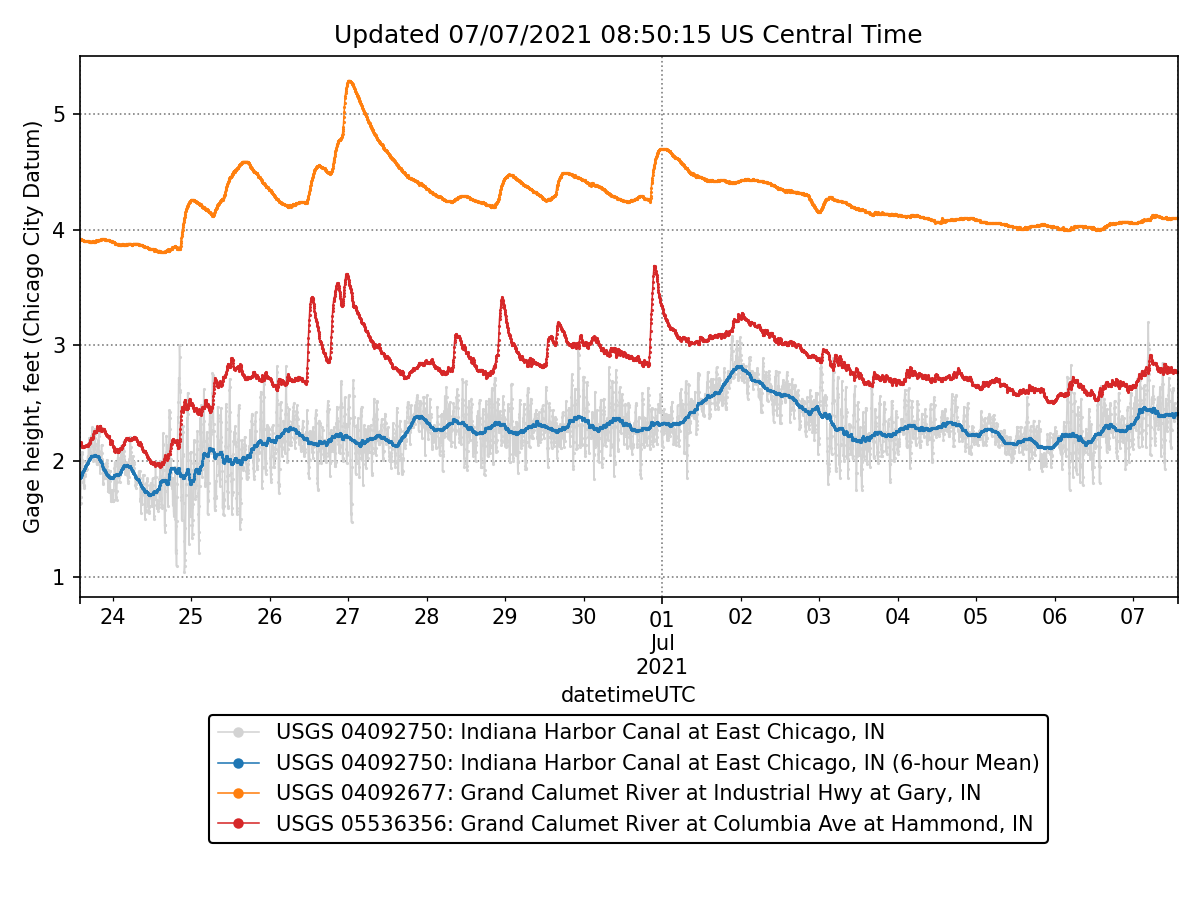 Updated 07/07/2021 08:50:15 US Central Time
Gage height, feet (Chicago City Datum)
5
4
3
2
1
24 25 26 27 28 29 30 01 02 03 04 05 06 07
Jul
2021
datetimeUTC
USGS 04092750: Indiana Harbor Canal at East Chicago, IN
USGS 04092750: Indiana Harbor Canal at East Chicago, IN (6-hour Mean)
USGS 04092677: Grand Calumet River at Industrial Hwy at Gary, IN
USGS 05536356: Grand Calumet River at Columbia Ave at Hammond, IN